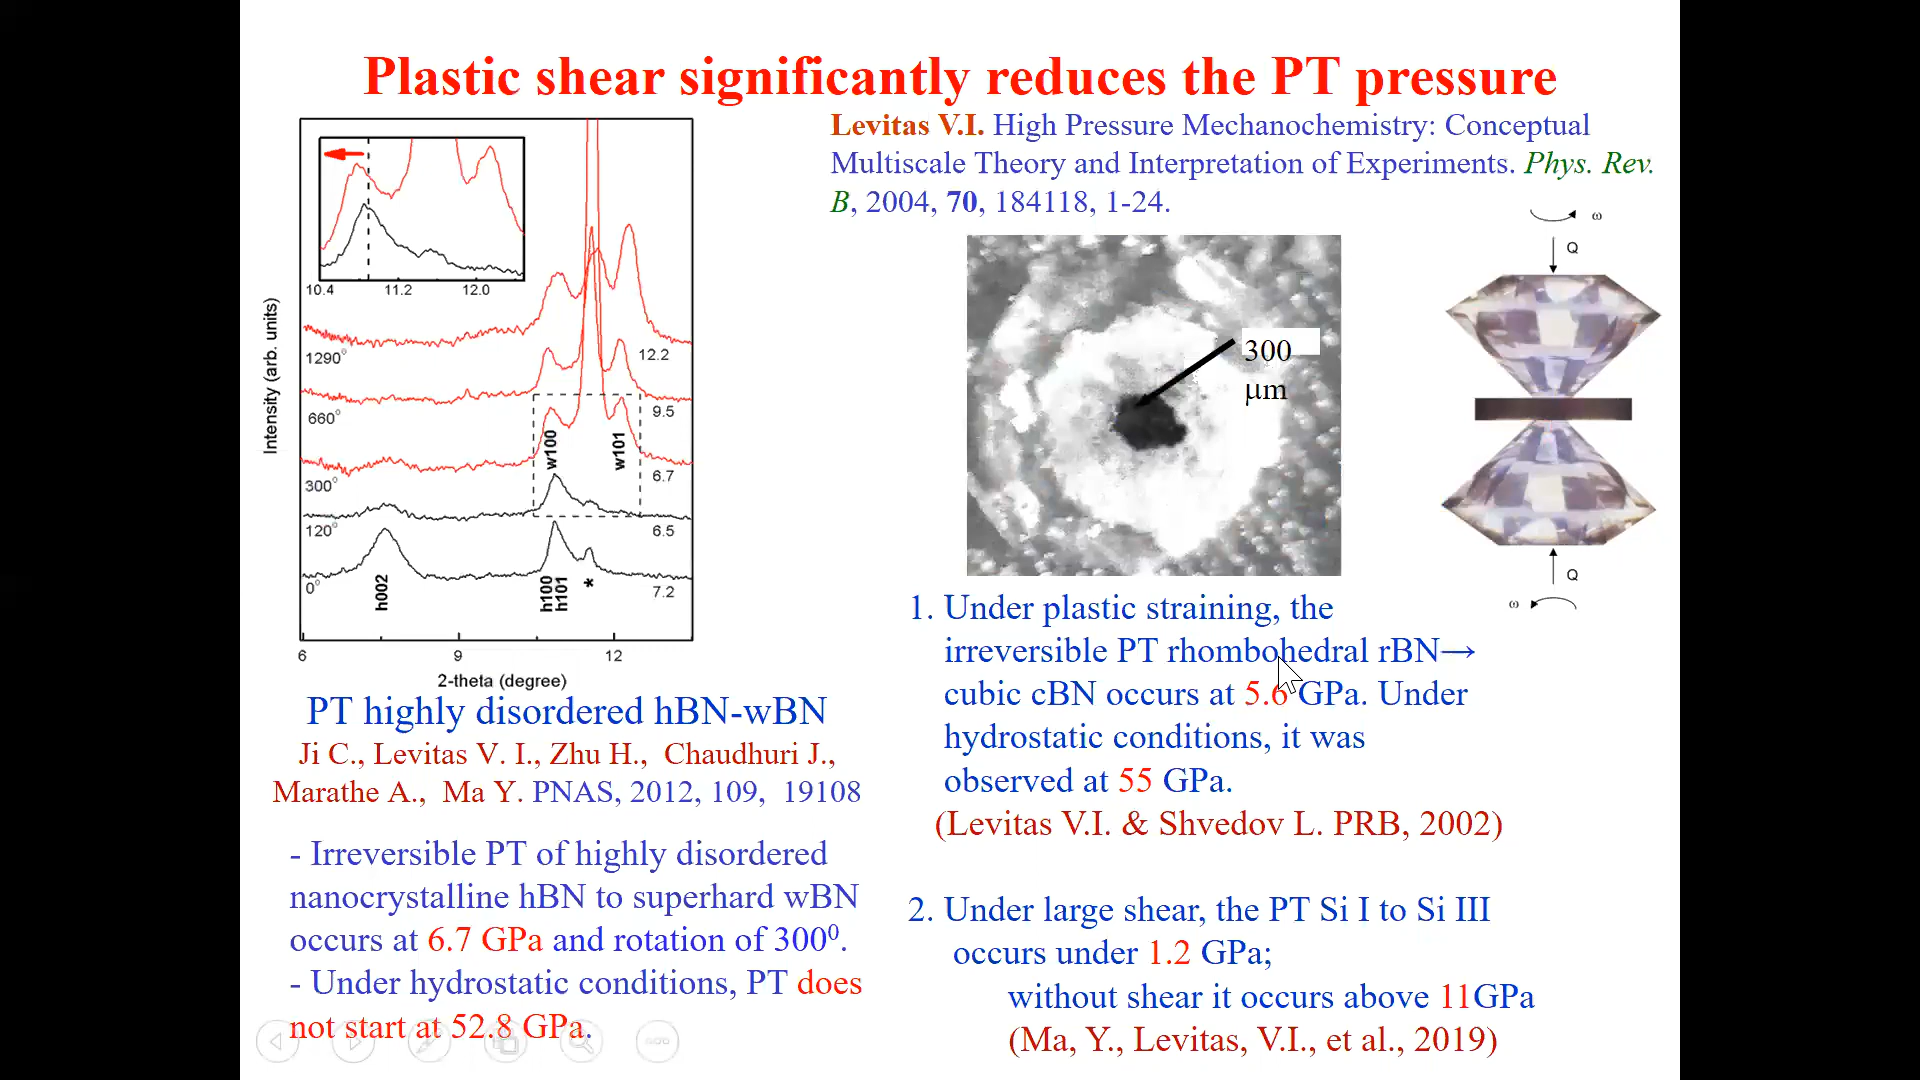 Plastic shear significantly reduces the PT pressure
Levitas V.I. High Pressure Mechanochemistry: Conceptual
Multiscale Theory and Interpretation of Experiments. Phys. Rev.
B, 2004, 70, 184118, 1-24.
10.4 11.2 12.0
Intensity (arb. units)
1290° 12.2
660° 9.5
w100 w101
300° 6.7
120° 6.5
0° 7.2
h002
h100
h101
*
6 9 12
2-theta (degree)
PT highly disordered hBN-wBN
Ji C., Levitas V. I., Zhu H., Chaudhuri J.,
Marathe A., Ma Y. PNAS, 2012, 109, 19108
- Irreversible PT of highly disordered
nanocrystalline hBN to superhard wBN
occurs at 6.7 GPa and rotation of 300⁰.
- Under hydrostatic conditions, PT does
not start at 52.8 GPa.
300
μm
ω
Q
Q
ω
1. Under plastic straining, the
irreversible PT rhombohedral rBN→
cubic cBN occurs at 5.6 GPa. Under
hydrostatic conditions, it was
observed at 55 GPa.
(Levitas V.I. & Shvedov L. PRB, 2002)
2. Under large shear, the PT Si I to Si III
occurs under 1.2 GPa;
without shear it occurs above 11GPa
(Ma, Y., Levitas, V.I., et al., 2019)